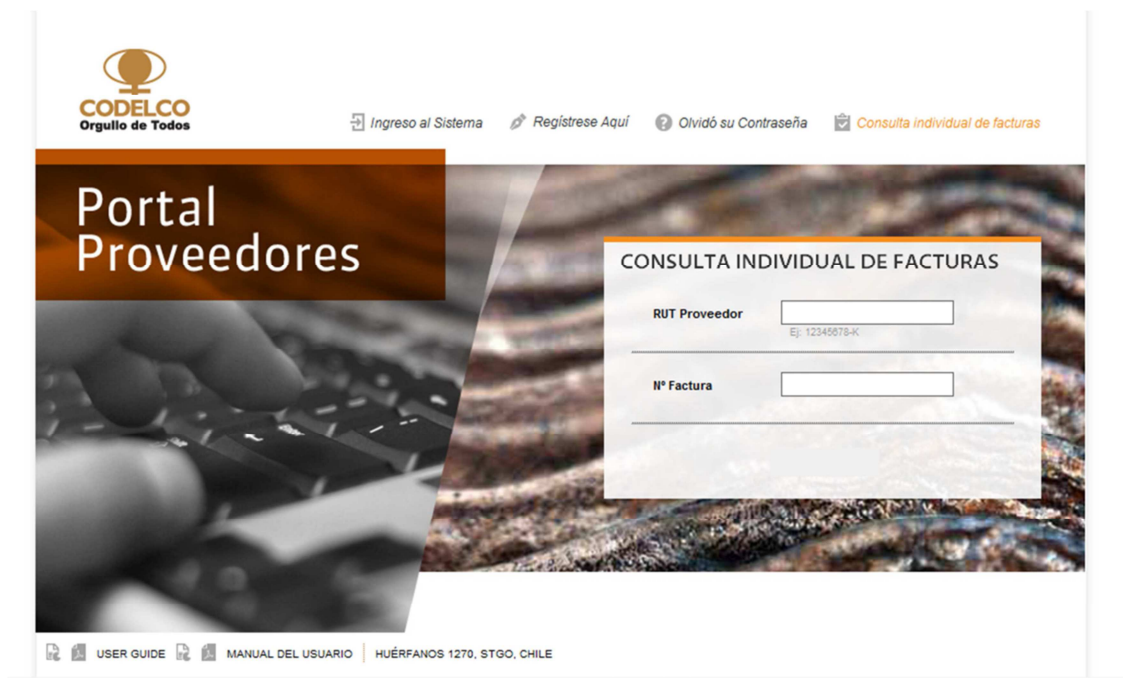 CODELCO
Orgullo de Todos
Ingreso al Sistema Regístrese Aquí Olvidó su Contraseña Consulta individual de facturas
Portal
Proveedores
CONSULTA INDIVIDUAL DE FACTURAS
RUT Proveedor
Ej: 12345678-K
Nº Factura
Enter
USER GUIDE MANUAL DEL USUARIO HUÉRFANOS 1270, STGO, CHILE